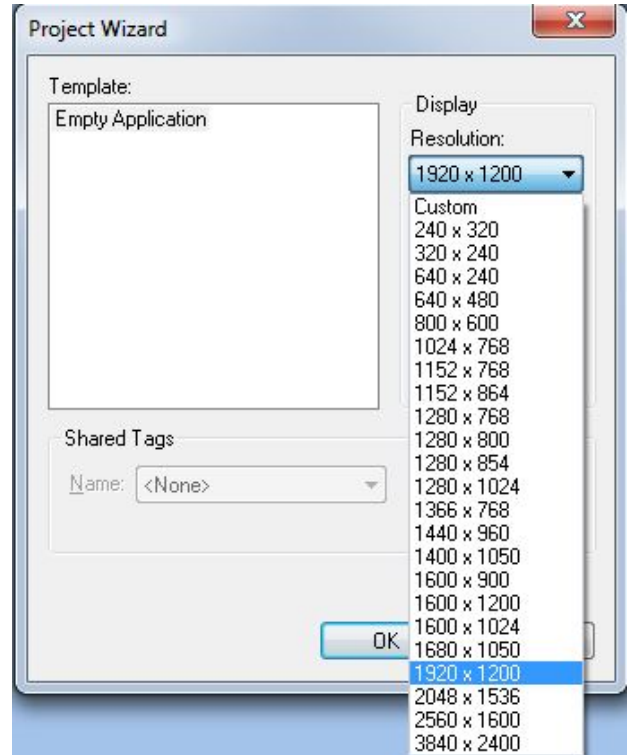 Project Wizard
Template:
Empty Application
Display
Resolution:
1920 x 1200
Custom
240 x 320
320 x 240
640 x 240
640 x 480
800 x 600
1024 x 768
1152 x 768
1152 x 864
1280 x 768
1280 x 800
1280 x 854
1280 x 1024
1366 x 768
1440 x 960
1400 x 1050
1600 x 900
1600 x 1200
1600 x 1024
1680 x 1050
1920 x 1200
2048 x 1536
2560 x 1600
3840 x 2400
Shared Tags
Name: <None>
OK